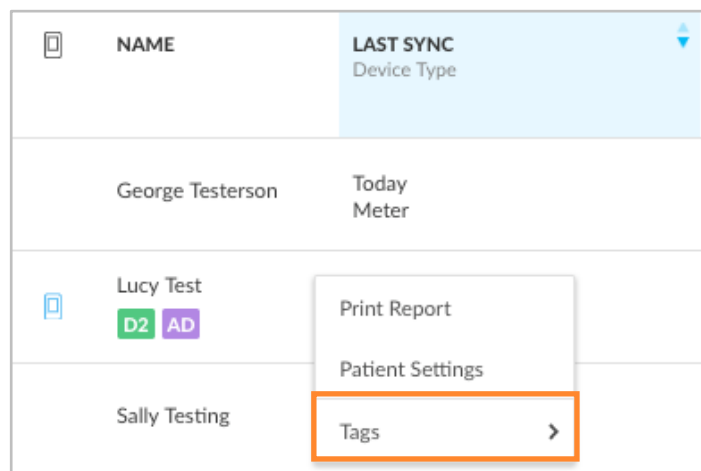 NAME
LAST SYNC
Device Type
George Testerson
Today
Meter
Lucy Test
D2 AD
Print Report
Patient Settings
Sally Testing
Tags